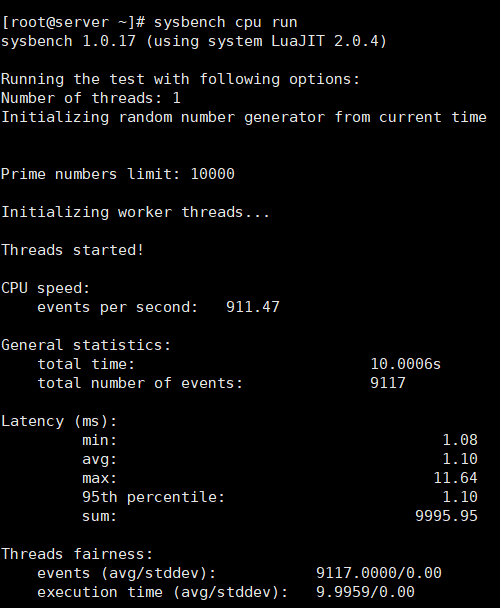 [root@server ~]# sysbench cpu run
sysbench 1.0.17 (using system LuaJIT 2.0.4)
Running the test with following options:
Number of threads: 1
Initializing random number generator from current time
Prime numbers limit: 10000
Initializing worker threads...
Threads started!
CPU speed:
    events per second:   911.47
General statistics:
    total time:                          10.0006s
    total number of events:              9117
Latency (ms):
         min:                                    1.08
         avg:                                    1.10
         max:                                   11.64
         95th percentile:                        1.10
         sum:                                 9995.95
Threads fairness:
    events (avg/stddev):           9117.0000/0.00
    execution time (avg/stddev):   9.9959/0.00